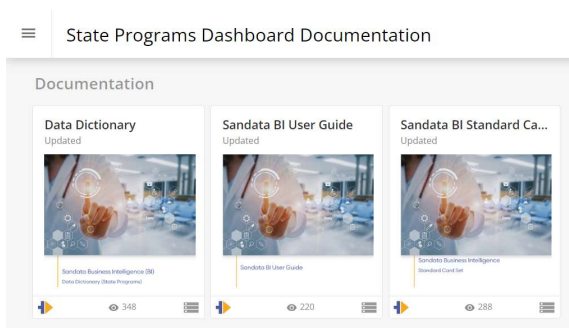 State Programs Dashboard Documentation
Documentation
Data Dictionary
Updated
Sandata Business Intelligence (BI)
Data Dictionary (State Programs)
348
Sandata BI User Guide
Updated
Sandata BI User Guide
220
Sandata BI Standard Ca...
Updated
Sandata Business Intelligence
Standard Card Set
288